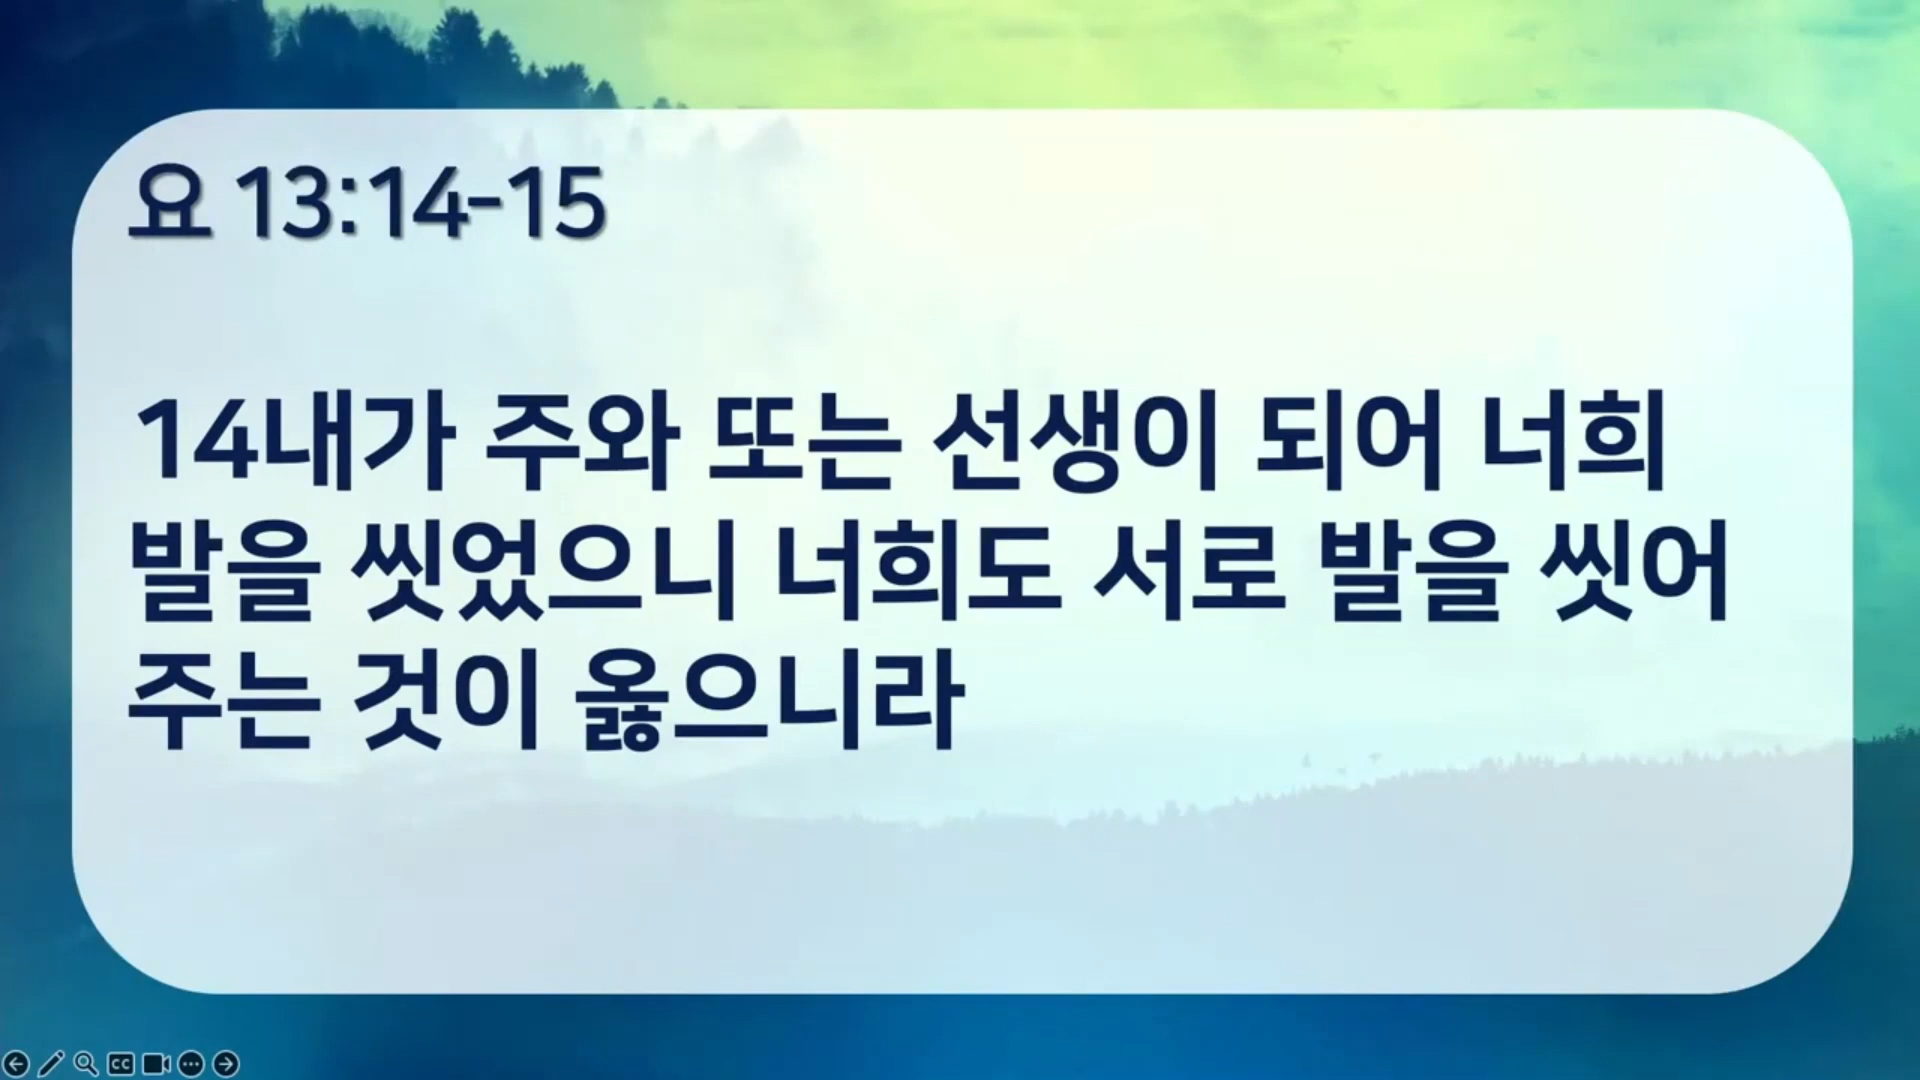 요 13:14-15
14내가 주와 또는 선생이 되어 너희
발을 씻었으니 너희도 서로 발을 씻어
주는 것이 옳으니라
CC